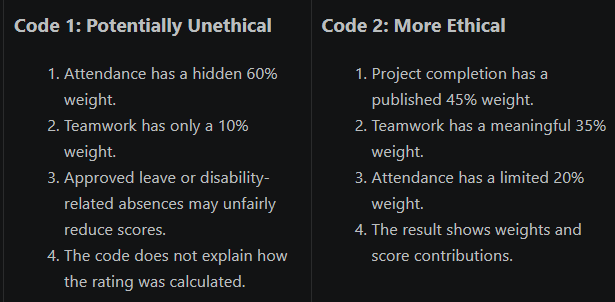 Code 1: Potentially Unethical
1. Attendance has a hidden 60%
weight.
2. Teamwork has only a 10%
weight.
3. Approved leave or disability-
related absences may unfairly
reduce scores.
4. The code does not explain how
the rating was calculated.
Code 2: More Ethical
1. Project completion has a
published 45% weight.
2. Teamwork has a meaningful 35%
weight.
3. Attendance has a limited 20%
weight.
4. The result shows weights and
score contributions.